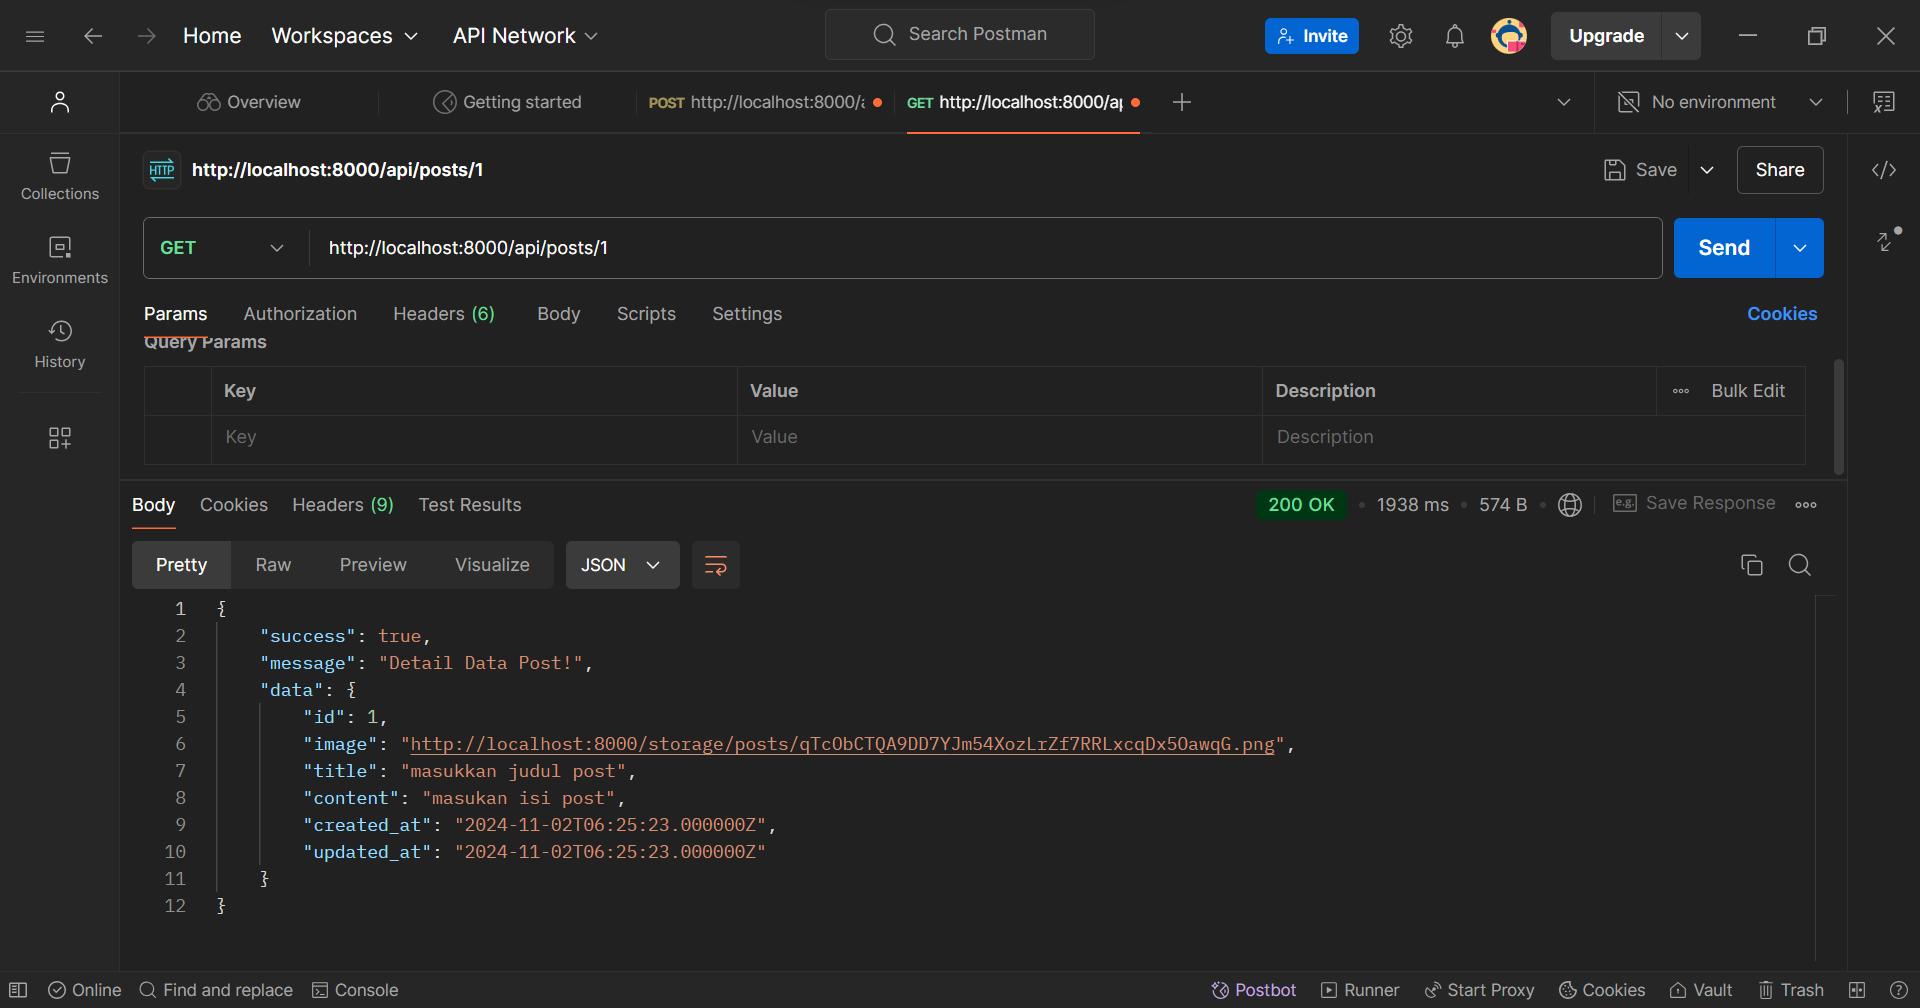 Home Workspaces API Network Search Postman Invite Upgrade
Overview Getting started POST http://localhost:8000/a GET http://localhost:8000/ap No environment
HTTP http://localhost:8000/api/posts/1 Save Share
Collections
GET http://localhost:8000/api/posts/1 Send
Environments
Params Authorization Headers (6) Body Scripts Settings Cookies
Query Params
History
Key Value Description Bulk Edit
Key Value Description
Body Cookies Headers (9) Test Results 200 OK 1938 ms 574 B e.g. Save Response
Pretty Raw Preview Visualize JSON
1 {
2 "success": true,
3 "message": "Detail Data Post!",
4 "data": {
5 "id": 1,
6 "image": "http://localhost:8000/storage/posts/qTcObCTQA9DD7YJm54XozLrZf7RRLxcqDx5OawqG.png",
7 "title": "masukkan judul post",
8 "content": "masukan isi post",
9 "created_at": "2024-11-02T06:25:23.000000Z",
10 "updated_at": "2024-11-02T06:25:23.000000Z"
11 }
12 }
Online Find and replace Console Postbot Runner Start Proxy Cookies Vault Trash